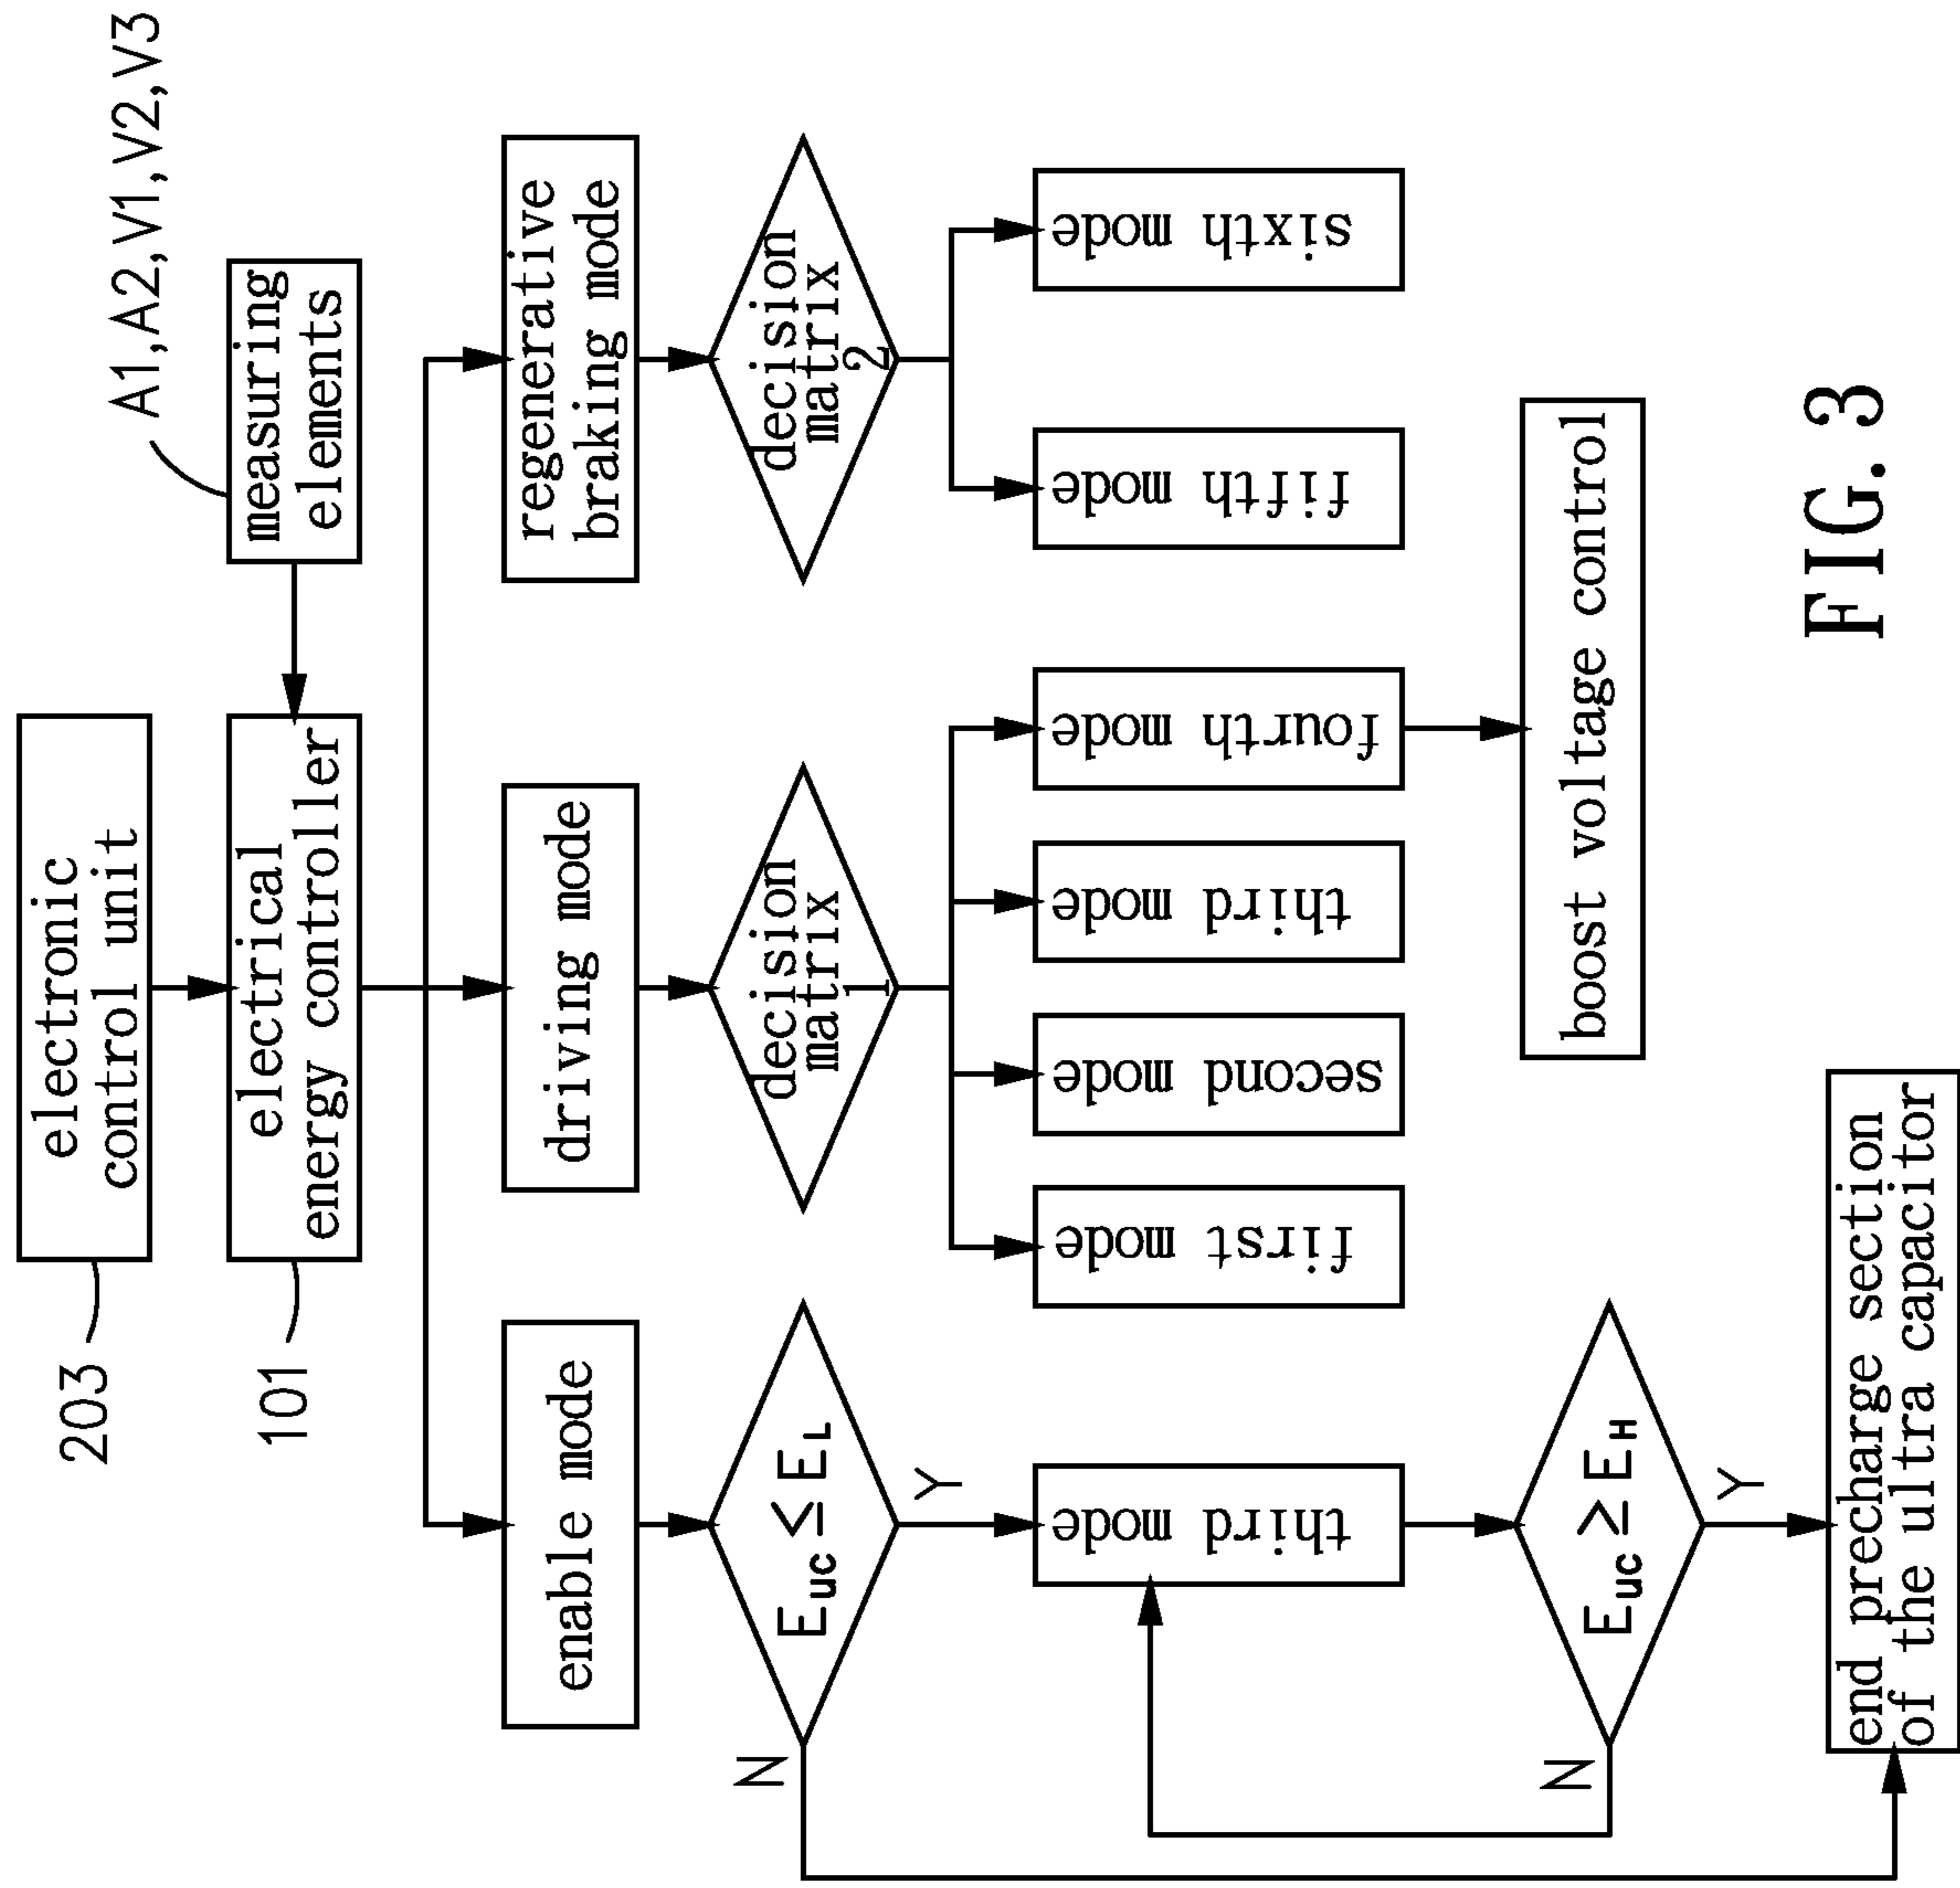 203
electronic
control unit
A1,A2,V1,V2,V3
101
electrical
energy controller
measuring
elements
enable mode
driving mode
regenerative
braking mode
Euc ≤ EL
N
Y
decision
matrix
1
decision
matrix
2
third mode
first mode
second mode
third mode
fourth mode
fifth mode
sixth mode
Euc ≥ EH
N
Y
boost voltage control
end precharge section
of the ultra capacitor
FIG. 3